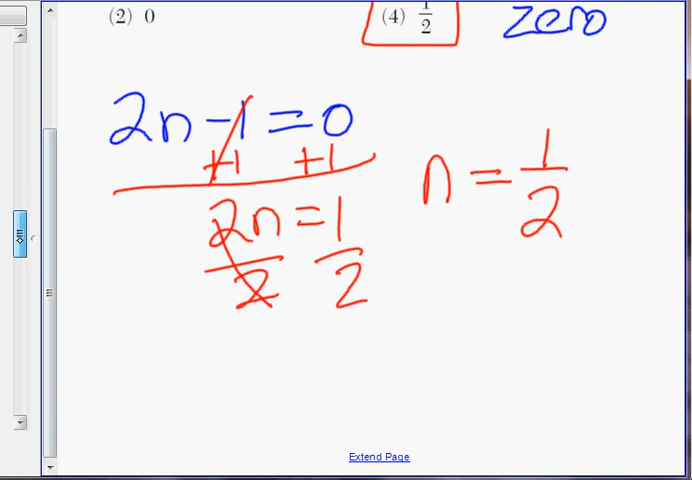 (2) 0
(4) 1/2
zero
2n - 1 = 0
+1 +1
2n = 1
2 2
n = 1/2
Extend Page